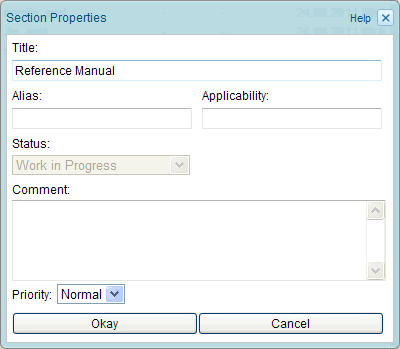 Section Properties Help
Title:
Reference Manual
Alias: Applicability:
Status:
Work in Progress
Comment:
Priority: Normal
Okay Cancel